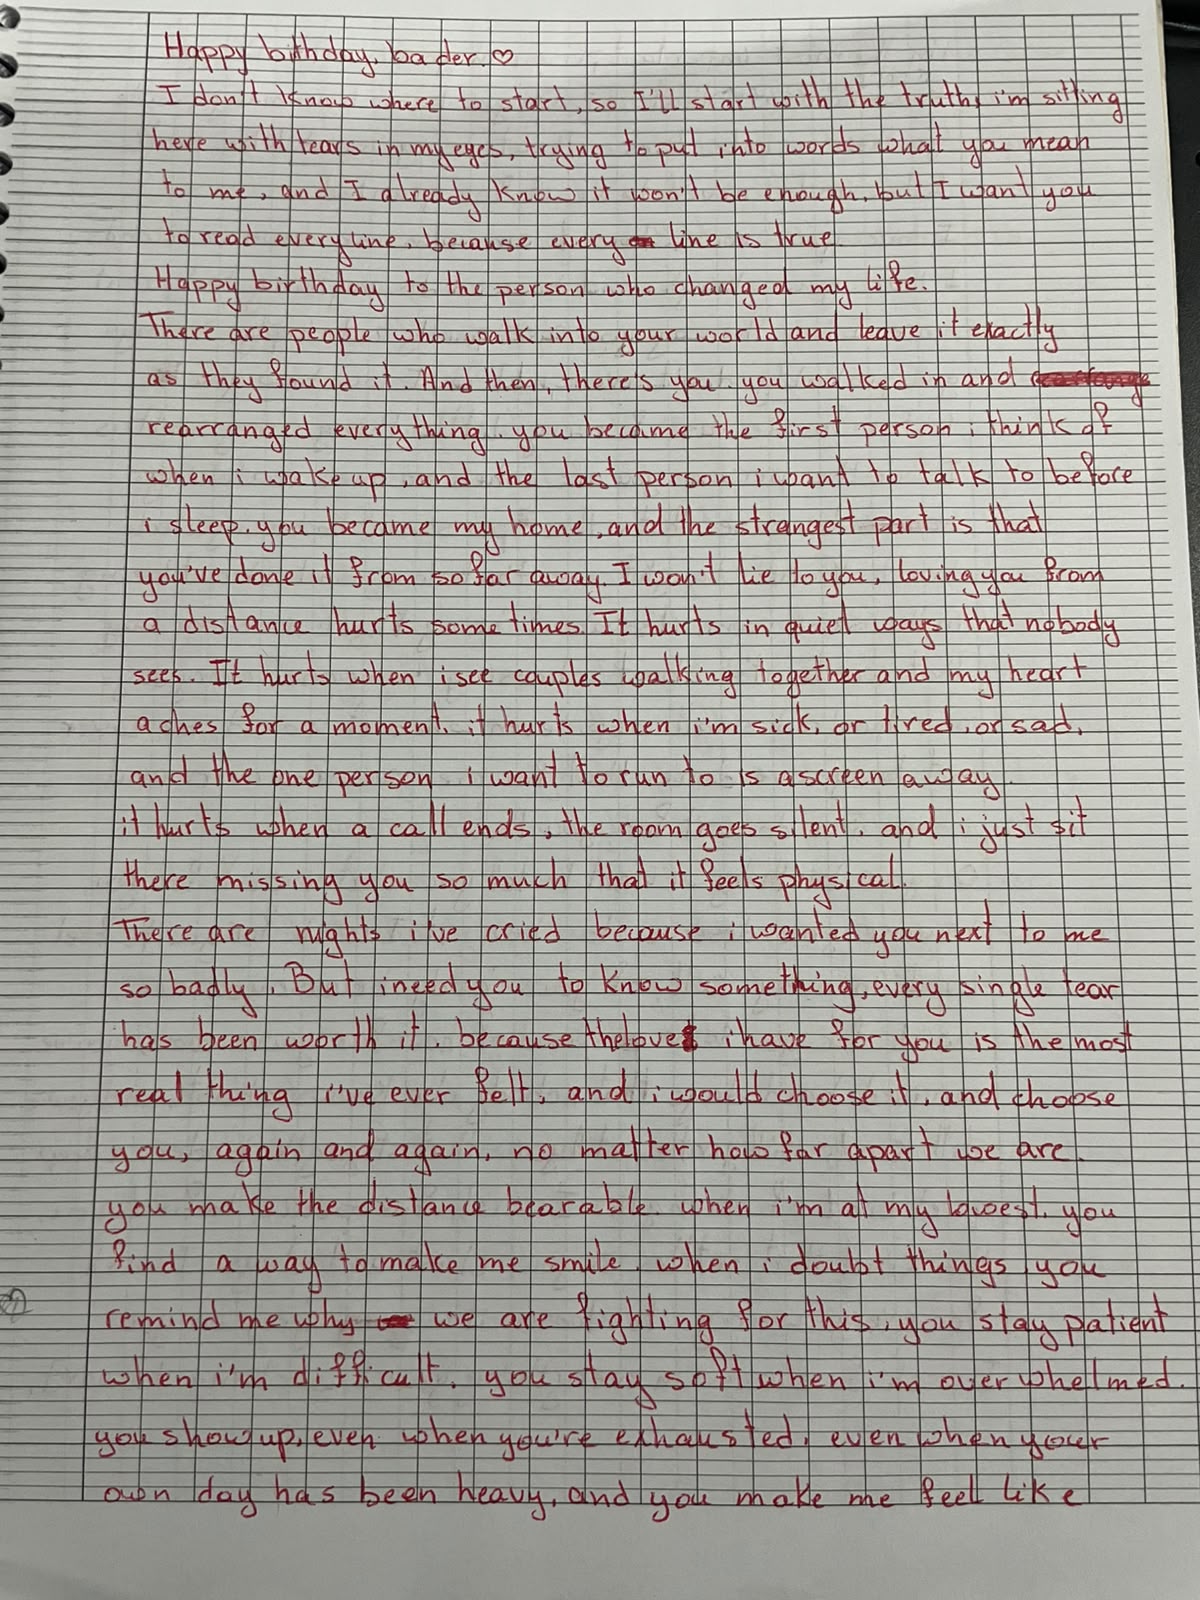 Happy birthday, bader. ♡
I don't know where to start, so I'll start with the truth, i'm sitting
here with tears in my eyes, trying to put into words what you mean
to me, and I already know it won't be enough, but I want you
to read every line, because every line is true.
Happy birthday to the person who changed my life.
There are people who walk into your world and leave it exactly
as they found it. And then, there's you. you walked in and
rearranged everything. you became the first person i think of
when i wake up, and the last person i want to talk to before
i sleep. you became my home, and the strangest part is that
you've done it from so far away. I won't lie to you, loving you from
a distance hurts sometimes. It hurts in quiet ways that nobody
sees. It hurts when i see couples walking together and my heart
aches for a moment. it hurts when i'm sick, or tired, or sad,
and the one person i want to run to is a screen away.
it hurts when a call ends, the room goes silent, and i just sit
there missing you so much that it feels physical.
There are nights i've cried because i wanted you next to me
so badly. But i need you to know something, every single tear
has been worth it. because the love i have for you is the most
real thing i've ever felt, and i would choose it, and choose
you, again and again, no matter how far apart we are.
you make the distance bearable. when i'm at my lowest, you
find a way to make me smile. when i doubt things you
remind me why we are fighting for this, you stay patient
when i'm difficult, you stay soft when i'm overwhelmed.
you show up, even when you're exhausted, even when your
own day has been heavy, and you make me feel like